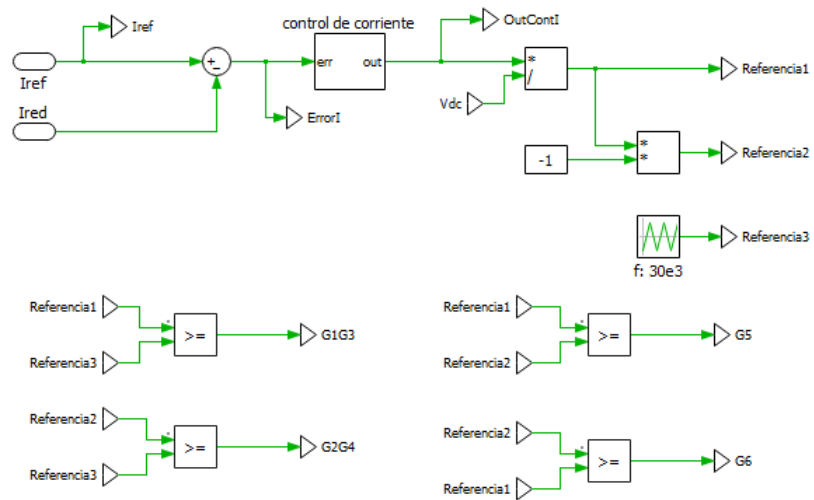 control de corriente
Iref
OutContI
Iref
+
-
err
out
*
/
Referencia1
Ired
Vdc
ErrorI
-1
*
*
Referencia2
Referencia3
f: 30e3
Referencia1
>=
G1G3
Referencia3
Referencia1
>=
G5
Referencia2
Referencia2
>=
G2G4
Referencia3
Referencia2
>=
G6
Referencia1